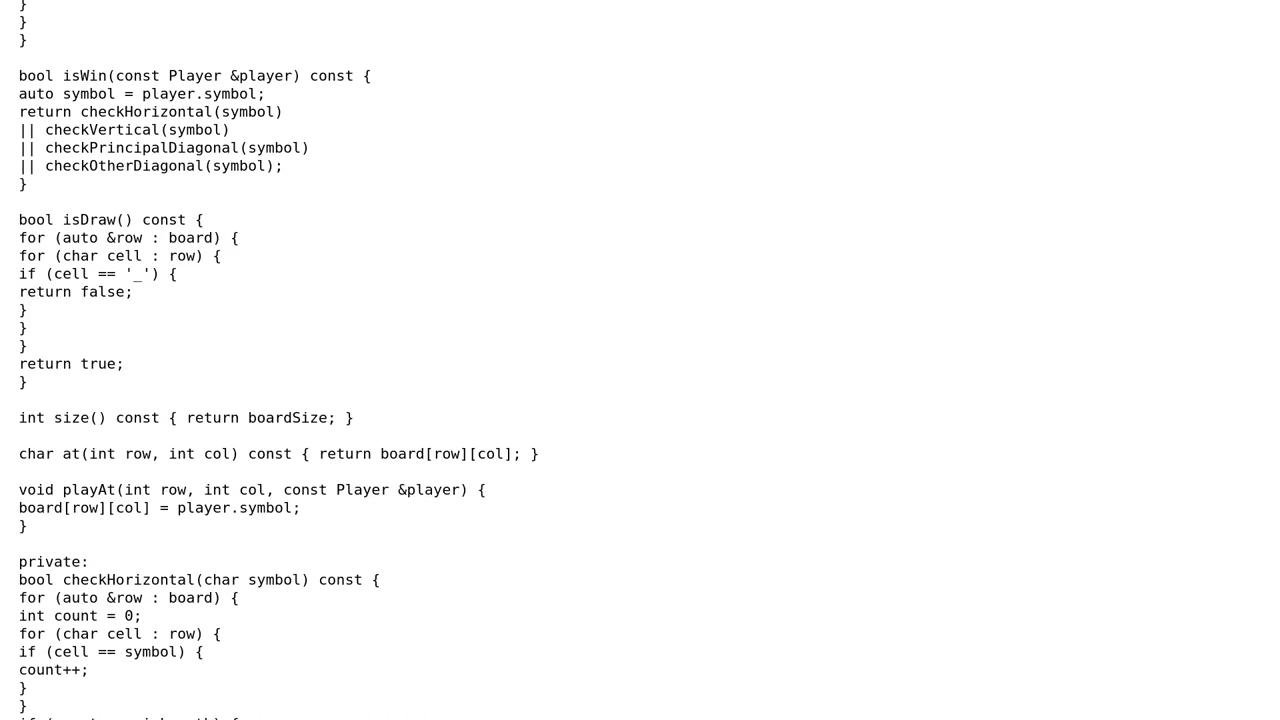 }
}
}
bool isWin(const Player &player) const {
auto symbol = player.symbol;
return checkHorizontal(symbol)
|| checkVertical(symbol)
|| checkPrincipalDiagonal(symbol)
|| checkOtherDiagonal(symbol);
}
bool isDraw() const {
for (auto &row : board) {
for (char cell : row) {
if (cell == '_') {
return false;
}
}
}
return true;
}
int size() const { return boardSize; }
char at(int row, int col) const { return board[row][col]; }
void playAt(int row, int col, const Player &player) {
board[row][col] = player.symbol;
}
private:
bool checkHorizontal(char symbol) const {
for (auto &row : board) {
int count = 0;
for (char cell : row) {
if (cell == symbol) {
count++;
}
}